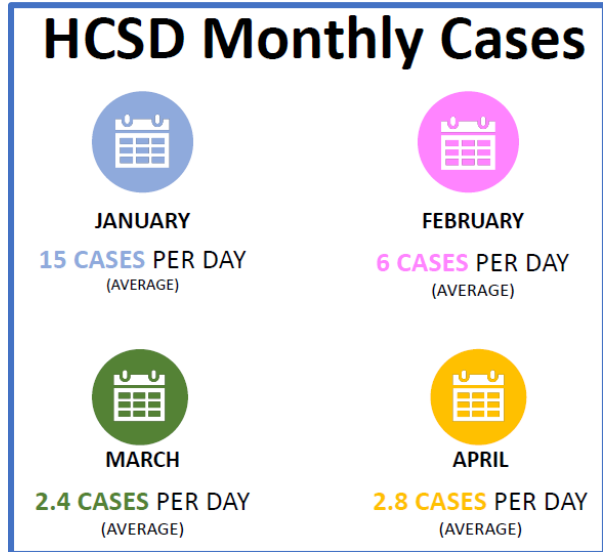 HCSD Monthly Cases
JANUARY
15 CASES PER DAY
(AVERAGE)
FEBRUARY
6 CASES PER DAY
(AVERAGE)
MARCH
2.4 CASES PER DAY
(AVERAGE)
APRIL
2.8 CASES PER DAY
(AVERAGE)